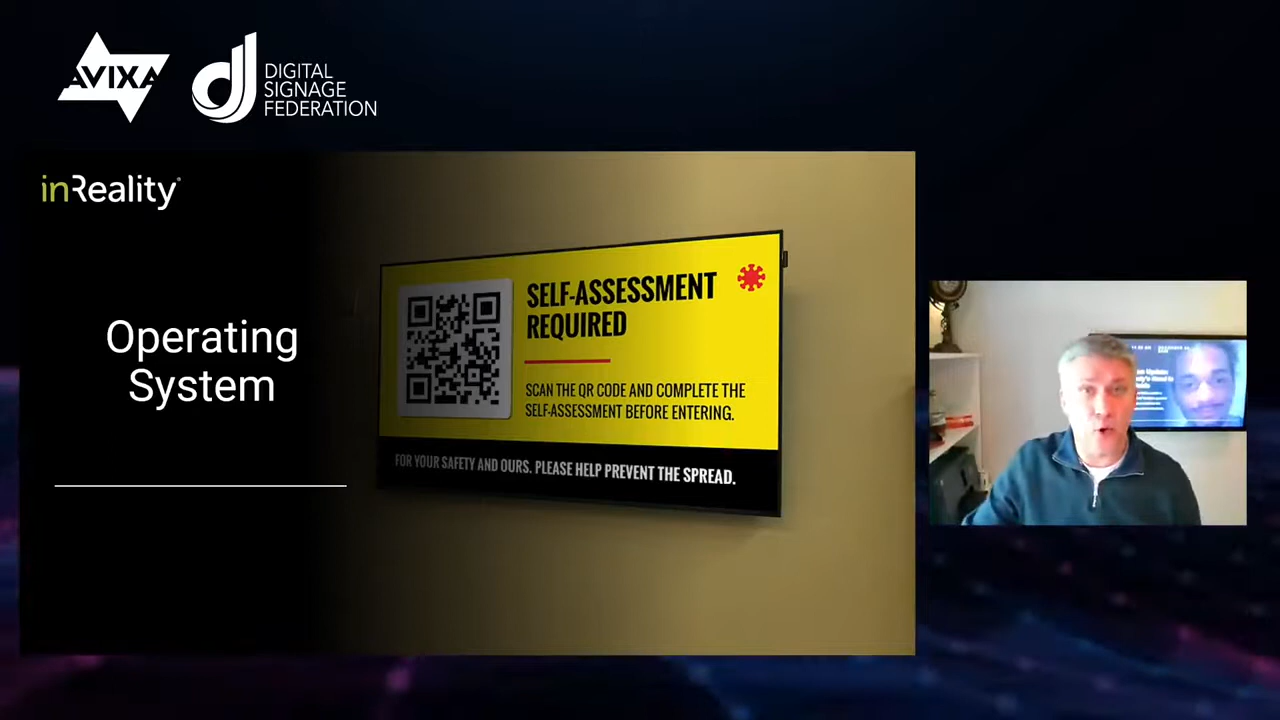 AVIXA
DIGITAL
SIGNAGE
FEDERATION
inReality
Operating
System
SELF-ASSESSMENT
REQUIRED
SCAN THE QR CODE AND COMPLETE THE
SELF-ASSESSMENT BEFORE ENTERING.
FOR YOUR SAFETY AND OURS. PLEASE HELP PREVENT THE SPREAD.